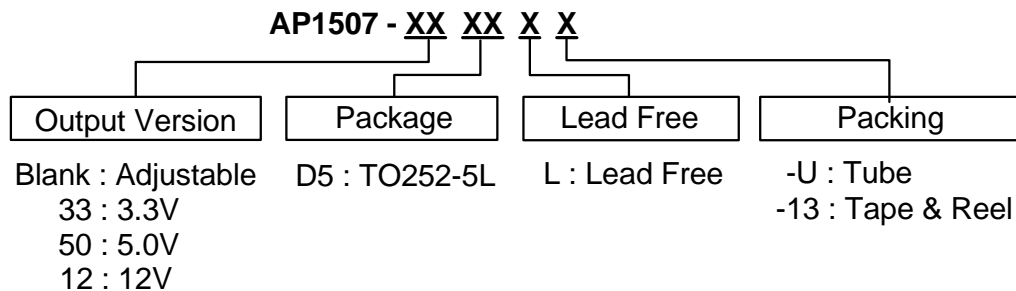 AP1507 - XX XX X X
Output Version
Package
Lead Free
Packing
Blank : Adjustable
33 : 3.3V
50 : 5.0V
12 : 12V
D5 : TO252-5L
L : Lead Free
-U : Tube
-13 : Tape & Reel